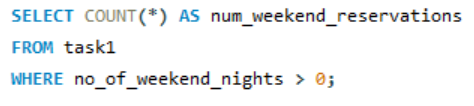 SELECT COUNT(*) AS num_weekend_reservations
FROM task1
WHERE no_of_weekend_nights > 0;